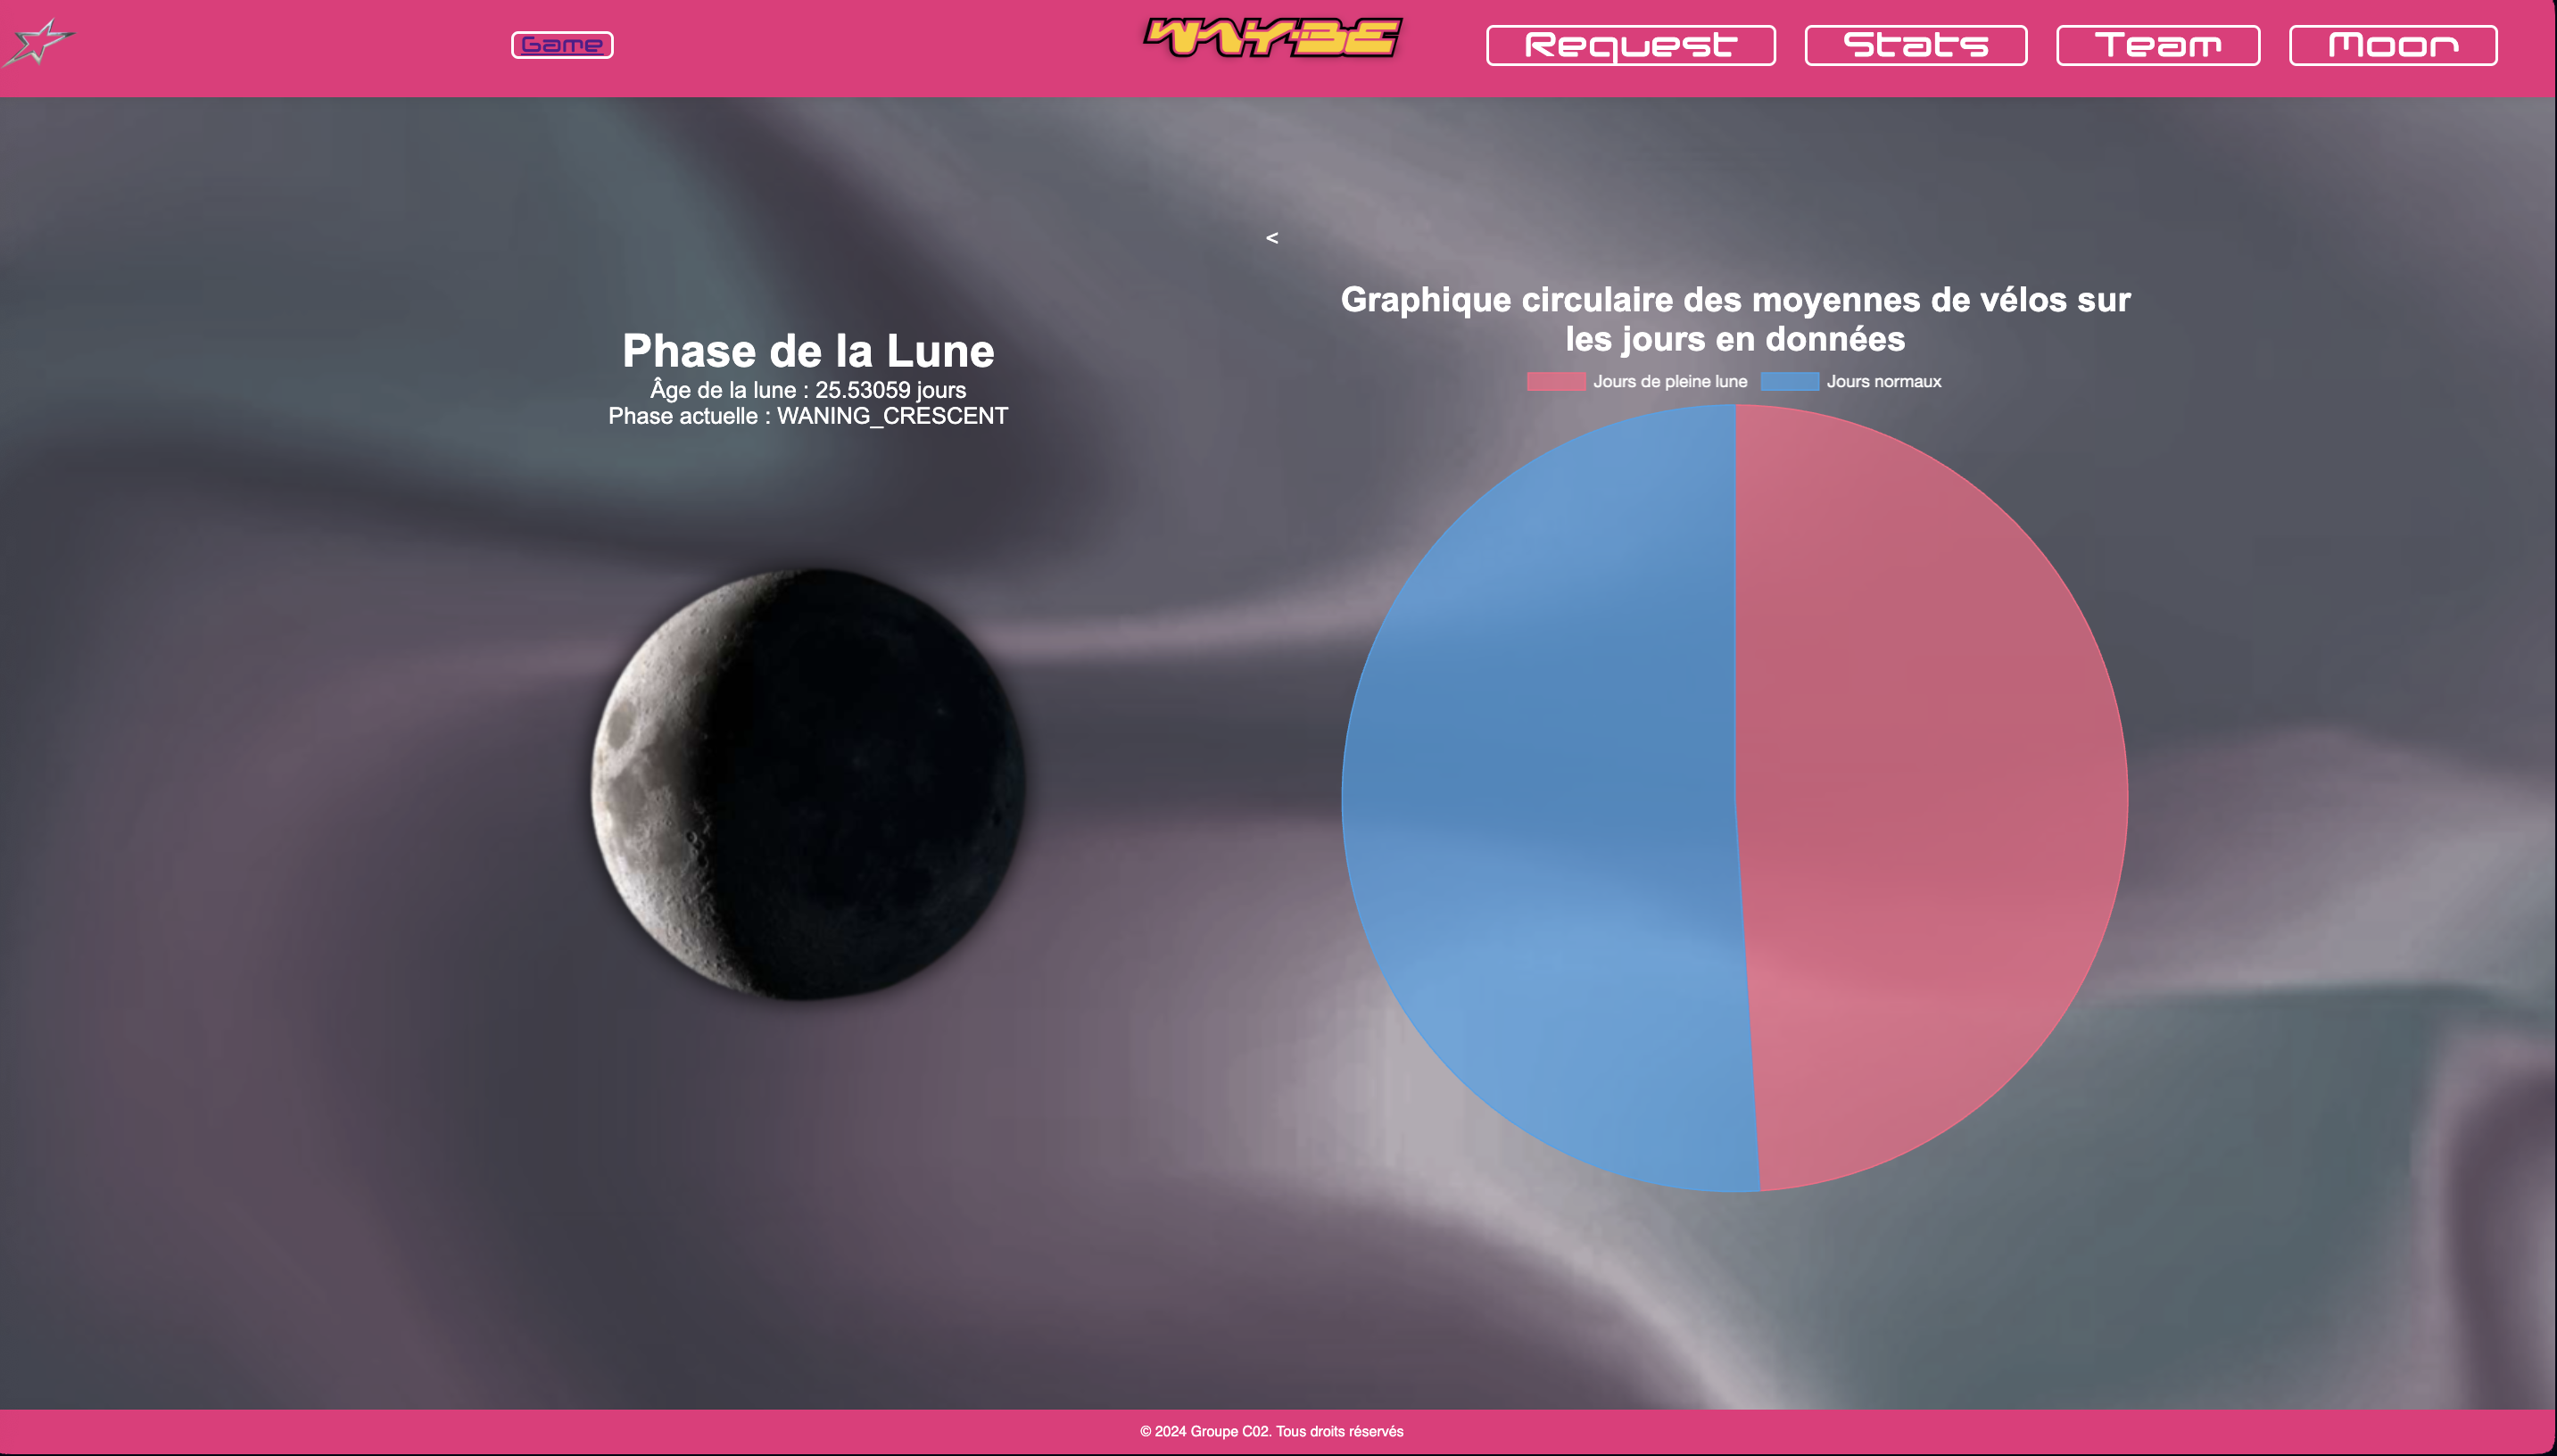 Game
WAYBE
Request
Stats
Team
Moon
<
Phase de la Lune
Âge de la lune : 25.53059 jours
Phase actuelle : WANING_CRESCENT
Graphique circulaire des moyennes de vélos sur
les jours en données
Jours de pleine lune
Jours normaux
© 2024 Groupe C02. Tous droits réservés